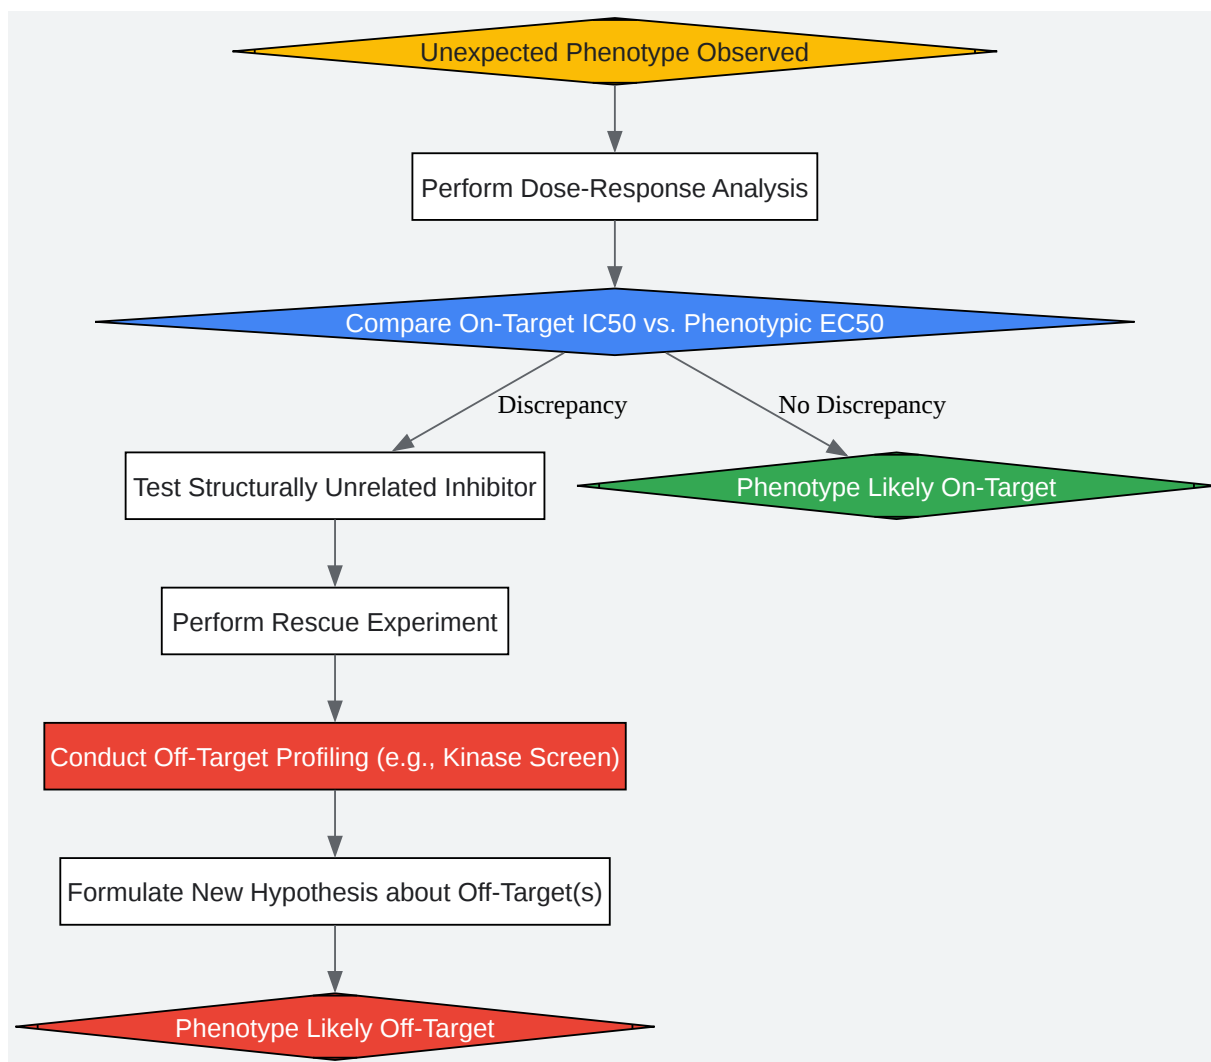 Unexpected Phenotype Observed
Perform Dose-Response Analysis
Compare On-Target IC50 vs. Phenotypic EC50
Discrepancy
No Discrepancy
Test Structurally Unrelated Inhibitor
Phenotype Likely On-Target
Perform Rescue Experiment
Conduct Off-Target Profiling (e.g., Kinase Screen)
Formulate New Hypothesis about Off-Target(s)
Phenotype Likely Off-Target